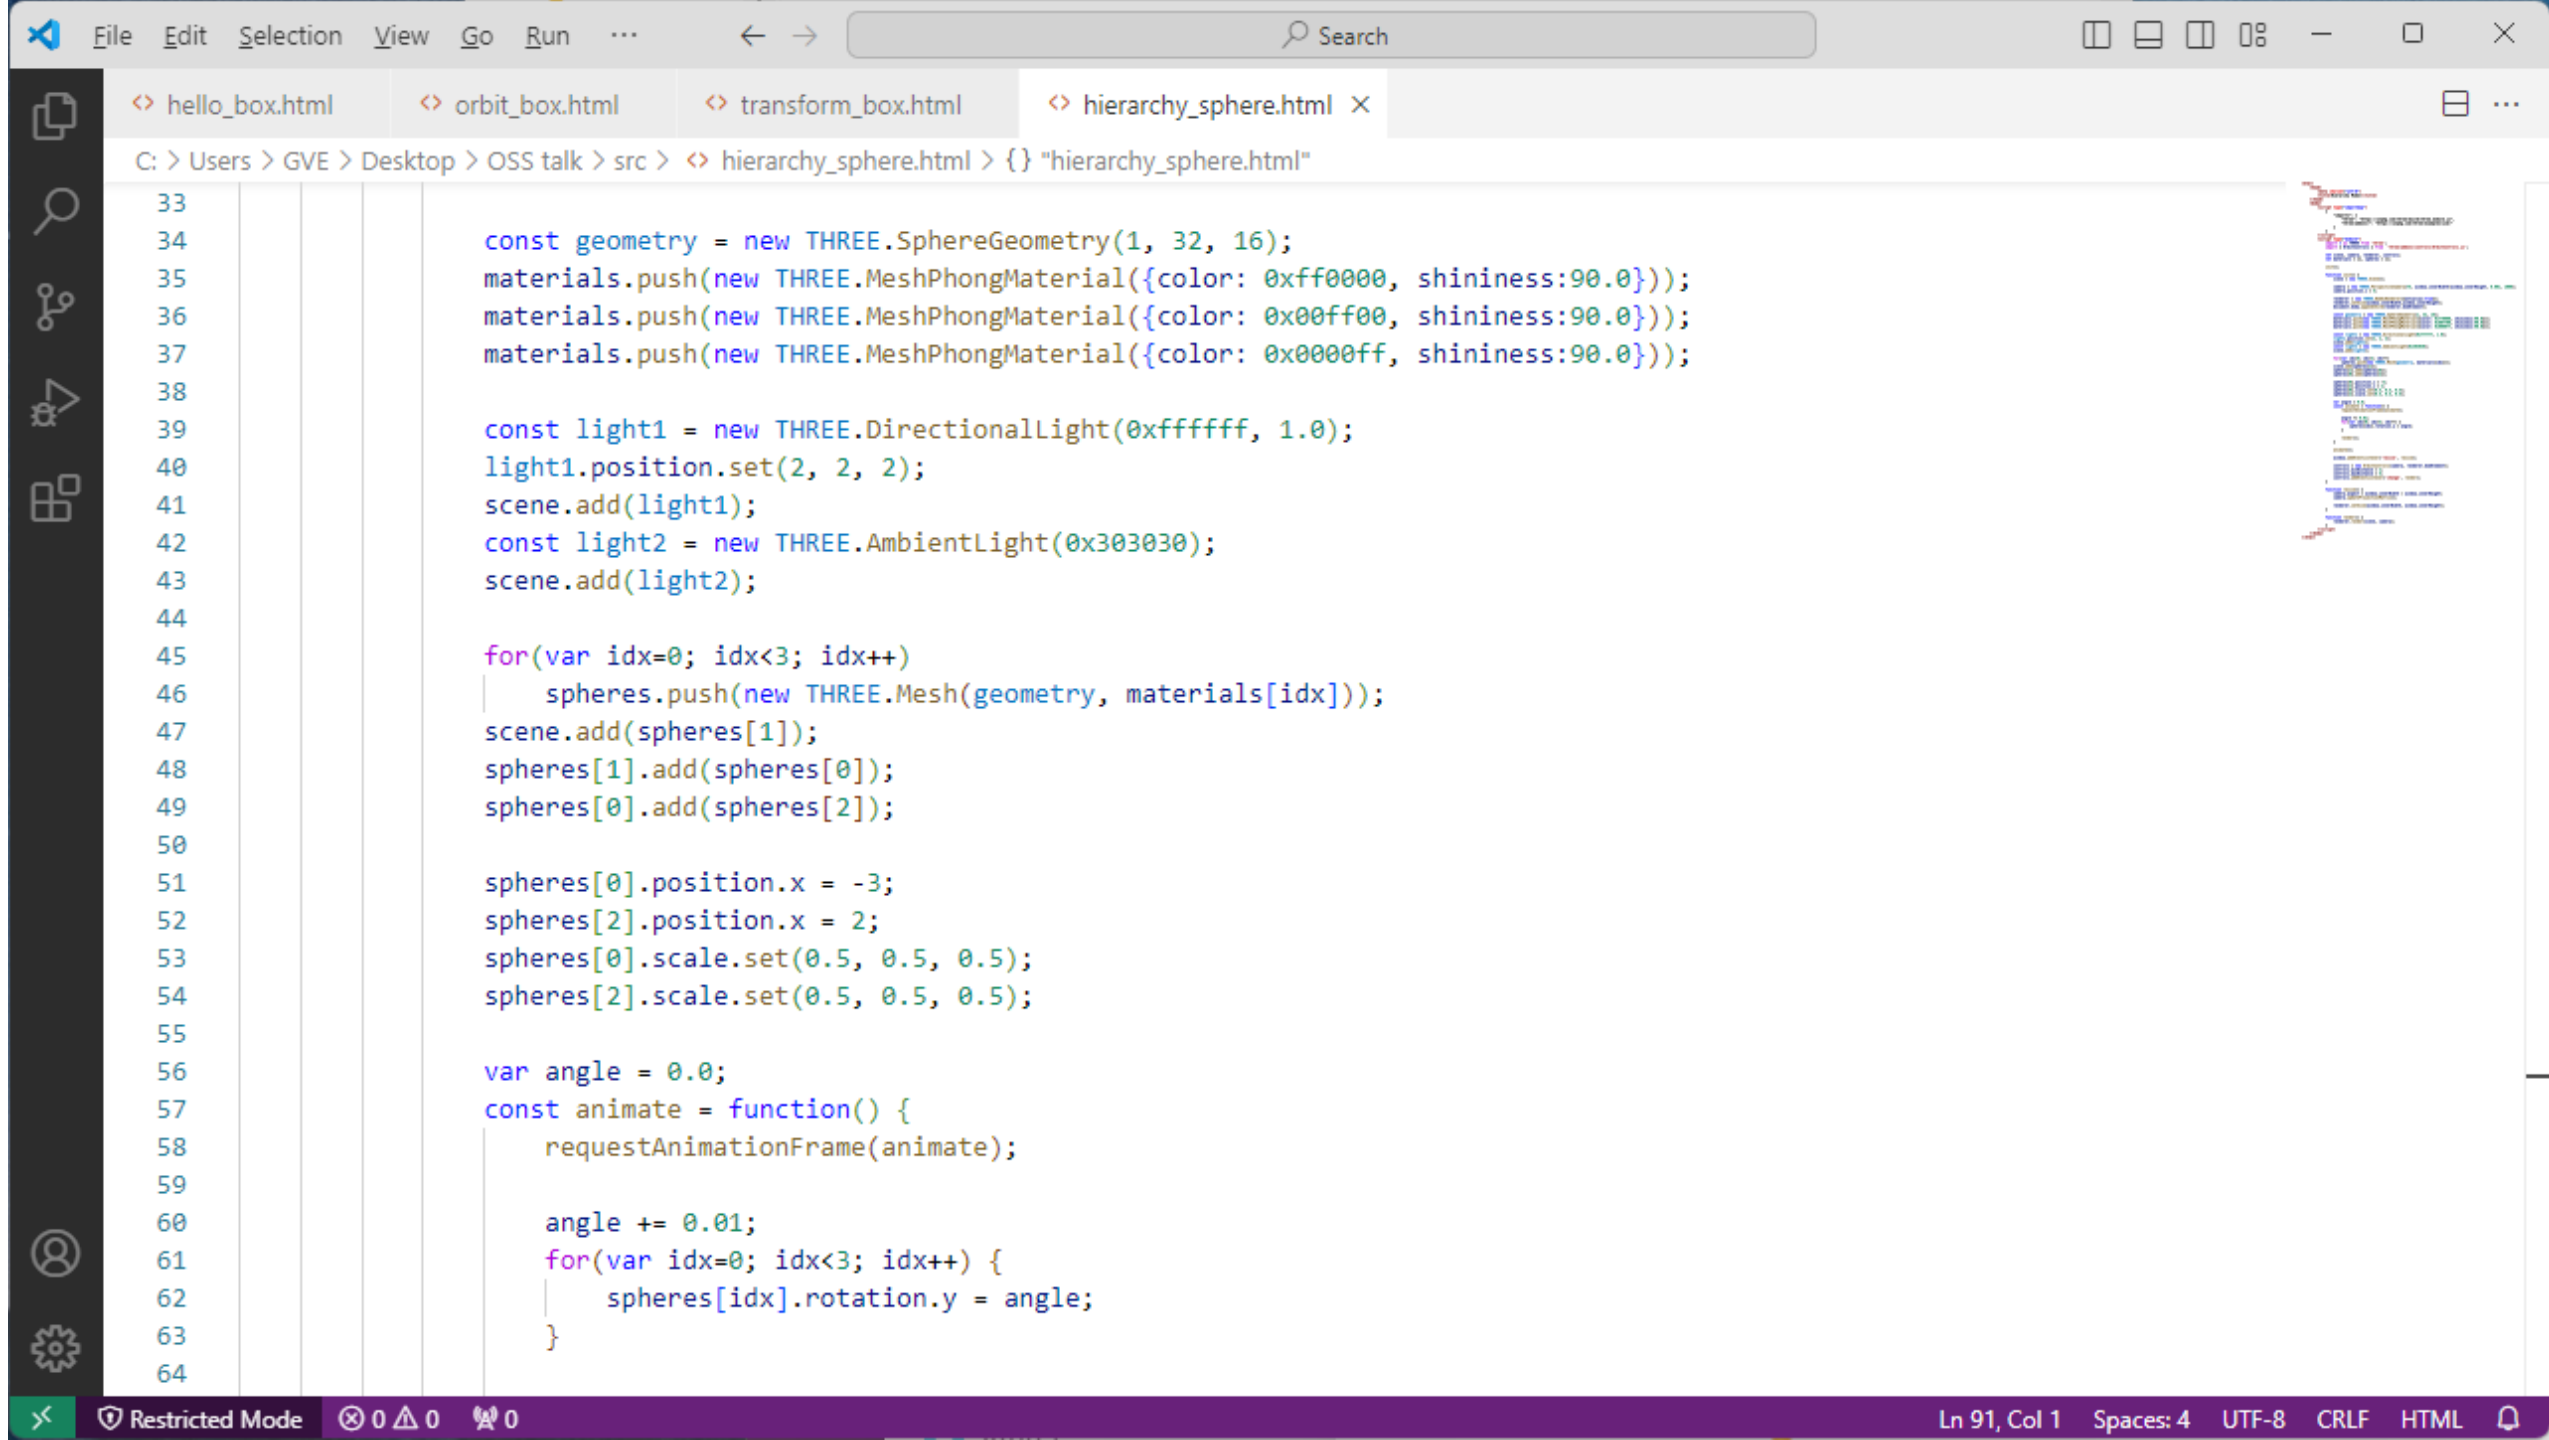 File Edit Selection View Go Run ··· Search
hello_box.html orbit_box.html transform_box.html hierarchy_sphere.html
C: > Users > GVE > Desktop > OSS talk > src > <> hierarchy_sphere.html > {} "hierarchy_sphere.html"
33
34 const geometry = new THREE.SphereGeometry(1, 32, 16);
35 materials.push(new THREE.MeshPhongMaterial({color: 0xff0000, shininess:90.0}));
36 materials.push(new THREE.MeshPhongMaterial({color: 0x00ff00, shininess:90.0}));
37 materials.push(new THREE.MeshPhongMaterial({color: 0x0000ff, shininess:90.0}));
38
39 const light1 = new THREE.DirectionalLight(0xffffff, 1.0);
40 light1.position.set(2, 2, 2);
41 scene.add(light1);
42 const light2 = new THREE.AmbientLight(0x303030);
43 scene.add(light2);
44
45 for(var idx=0; idx<3; idx++)
46 spheres.push(new THREE.Mesh(geometry, materials[idx]));
47 scene.add(spheres[1]);
48 spheres[1].add(spheres[0]);
49 spheres[0].add(spheres[2]);
50
51 spheres[0].position.x = -3;
52 spheres[2].position.x = 2;
53 spheres[0].scale.set(0.5, 0.5, 0.5);
54 spheres[2].scale.set(0.5, 0.5, 0.5);
55
56 var angle = 0.0;
57 const animate = function() {
58 requestAnimationFrame(animate);
59
60 angle += 0.01;
61 for(var idx=0; idx<3; idx++) {
62 spheres[idx].rotation.y = angle;
63 }
64
Restricted Mode 0 0 0 Ln 91, Col 1 Spaces: 4 UTF-8 CRLF HTML